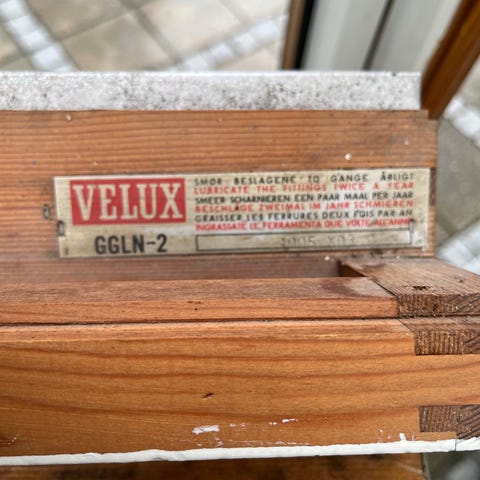 VELUX
GGLN-2
SMØR BESLAGENE TO GANGE ÅRLIGT
LUBRICATE THE FITTINGS TWICE A YEAR
SMEER SCHARNIEREN EEN PAAR MAAL PER JAAR
BESCHLÄGE ZWEIMAL IM JAHR SCHMIEREN
GRAISSER LES FERRURES DEUX FOIS PAR AN
INGRASSATE LE FERRAMENTA DUE VOLTE ALL'ANNO